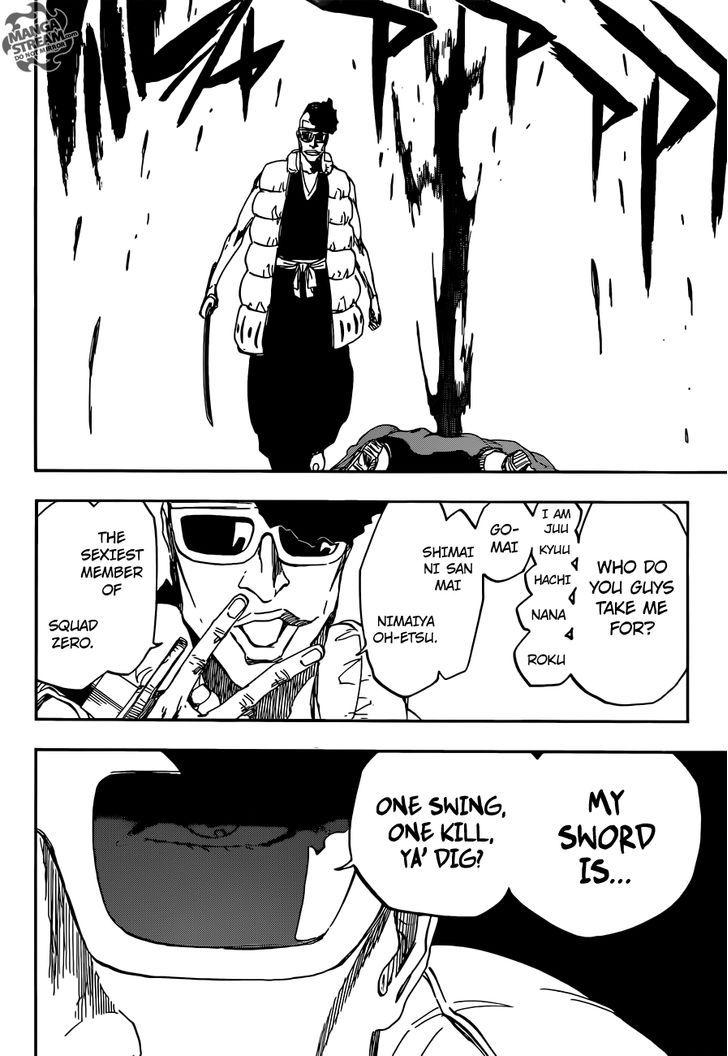 MANGA
STREAM.com
DO NOT MIRROR
WHO DO
YOU GUYS
TAKE ME
FOR?
I AM
JUU
KYUU
HACHI
NANA
ROKU
GO-
MAI
SHIMAI
NI SAN
MAI
NIMAIYA
OH-ETSU.
THE
SEXIEST
MEMBER
OF
SQUAD
ZERO.
MY
SWORD
IS...
ONE SWING,
ONE KILL,
YA' DIG?